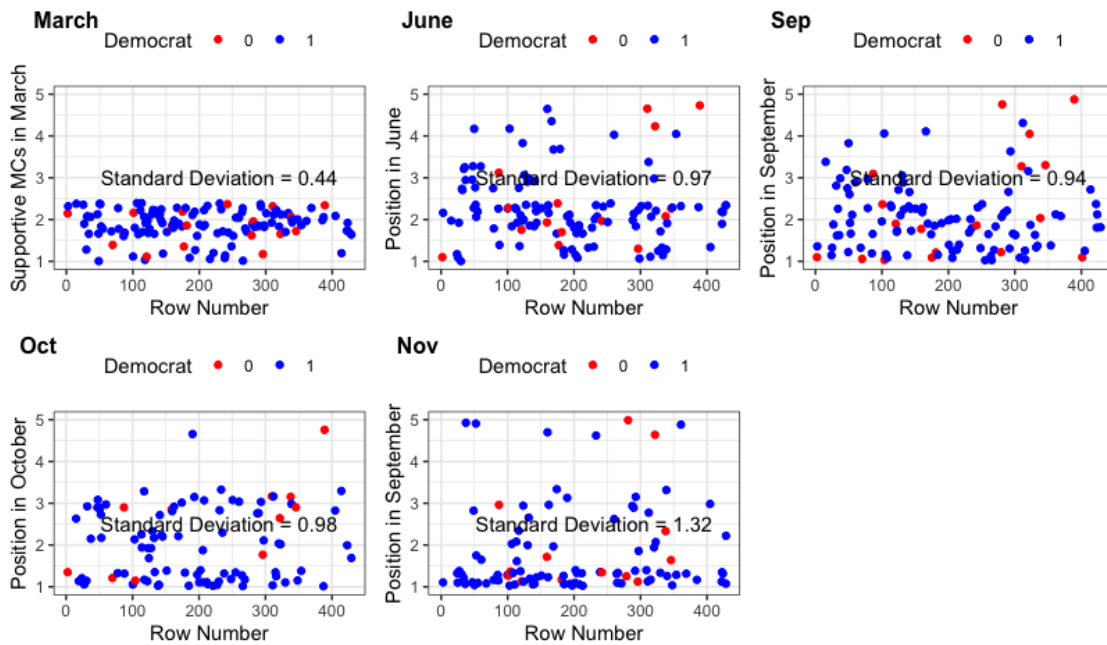 March
June
Sep
Democrat 0 1
Democrat 0 1
Democrat 0 1
Supportive MCs in March
5
4
3
2
1
Standard Deviation = 0.44
0 100 200 300 400
Row Number
Position in June
5
4
3
2
1
Standard Deviation = 0.97
0 100 200 300 400
Row Number
Position in September
5
4
3
2
1
Standard Deviation = 0.94
0 100 200 300 400
Row Number
Oct
Nov
Democrat 0 1
Democrat 0 1
Position in October
5
4
3
2
1
Standard Deviation = 0.98
0 100 200 300 400
Row Number
Position in September
5
4
3
2
1
Standard Deviation = 1.32
0 100 200 300 400
Row Number